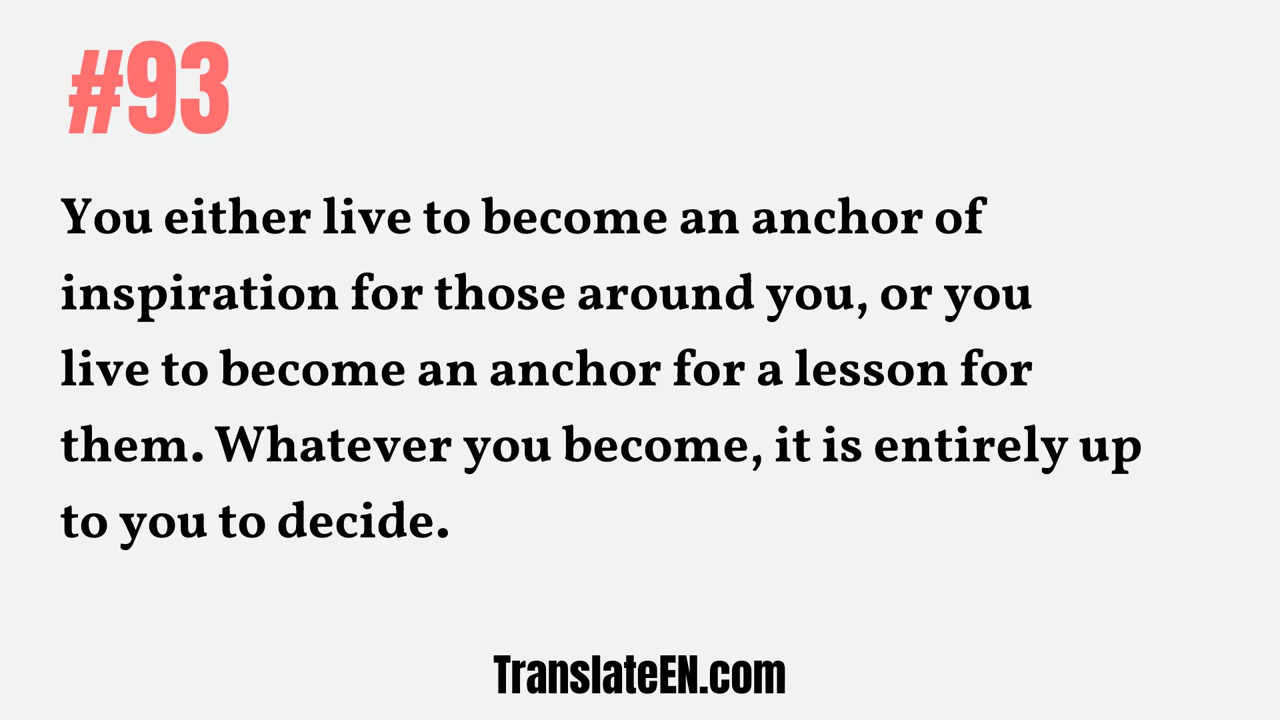 #93
You either live to become an anchor of
inspiration for those around you, or you
live to become an anchor for a lesson for
them. Whatever you become, it is entirely up
to you to decide.
TranslateEN.com